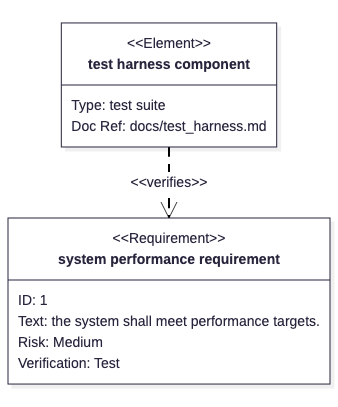 <<Element>>
test harness component
Type: test suite
Doc Ref: docs/test_harness.md
<<verifies>>
<<Requirement>>
system performance requirement
ID: 1
Text: the system shall meet performance targets.
Risk: Medium
Verification: Test